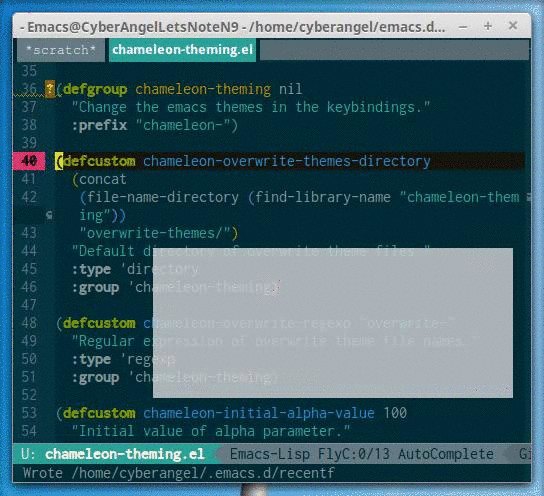 - Emacs@CyberAngelLetsNoteN9 - /home/cyberangel/emacs.d...
*scratch* chameleon-theming.el
35
36 ?(defgroup chameleon-theming nil
37 "Change the emacs themes in the keybindings."
38 :prefix "chameleon-")
39
40 (defcustom chameleon-overwrite-themes-directory
41 (concat
42 (file-name-directory (find-library-name "chameleon-them
ing"))
43 "overwrite-themes/")
44 "Default directory of overwrite theme files."
45 :type 'directory
46 :group 'chameleon-theming)
47
48 (defcustom chameleon-overwrite-regexp "overwrite-"
49 "Regular expression of overwrite theme file names."
50 :type 'regexp
51 :group 'chameleon-theming)
52
53 (defcustom chameleon-initial-alpha-value 100
54 "Initial value of alpha parameter."
U: chameleon-theming.el Emacs-Lisp FlyC:0/13 AutoComplete Gi
Wrote /home/cyberangel/.emacs.d/recentf